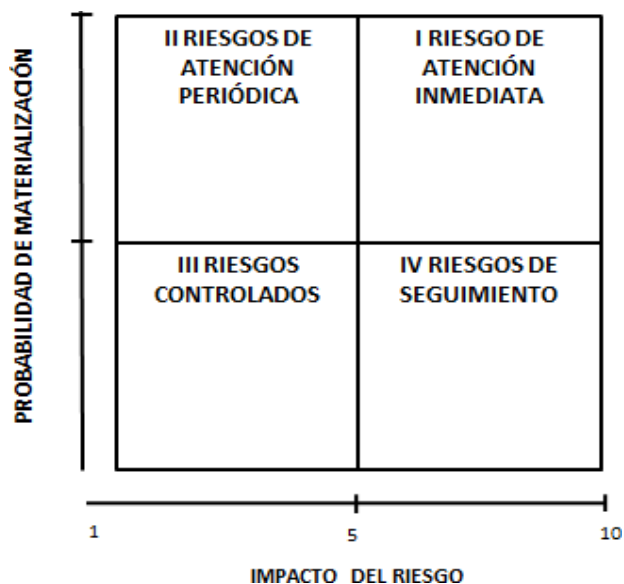 II RIESGOS DE
ATENCIÓN
PERIÓDICA
I RIESGO DE
ATENCIÓN
INMEDIATA
PROBABILIDAD DE MATERIALIZACIÓN
III RIESGOS
CONTROLADOS
IV RIESGOS DE
SEGUIMIENTO
1
5
10
IMPACTO DEL RIESGO